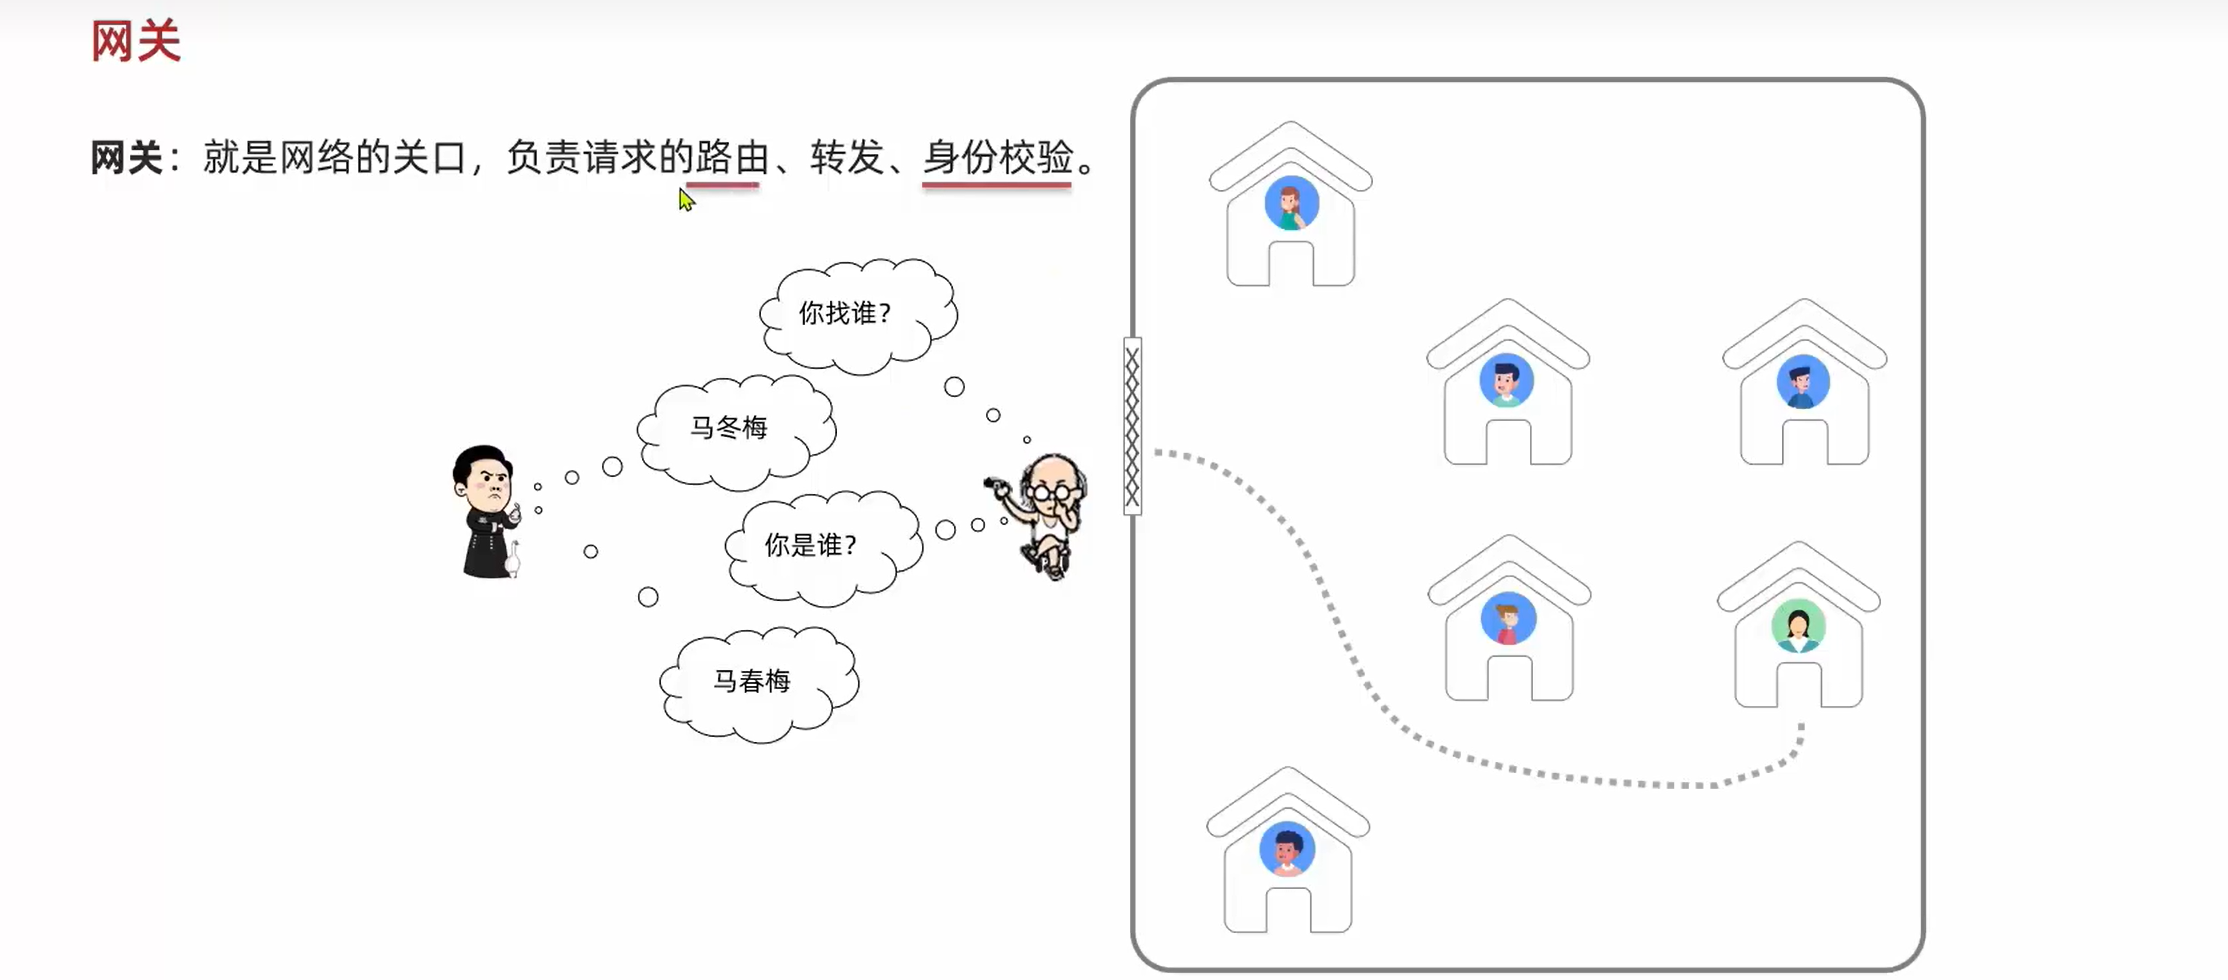 网关
网关：就是网络的关口，负责请求的路由、转发、身份校验。
你找谁？
马冬梅
你是谁？
马春梅